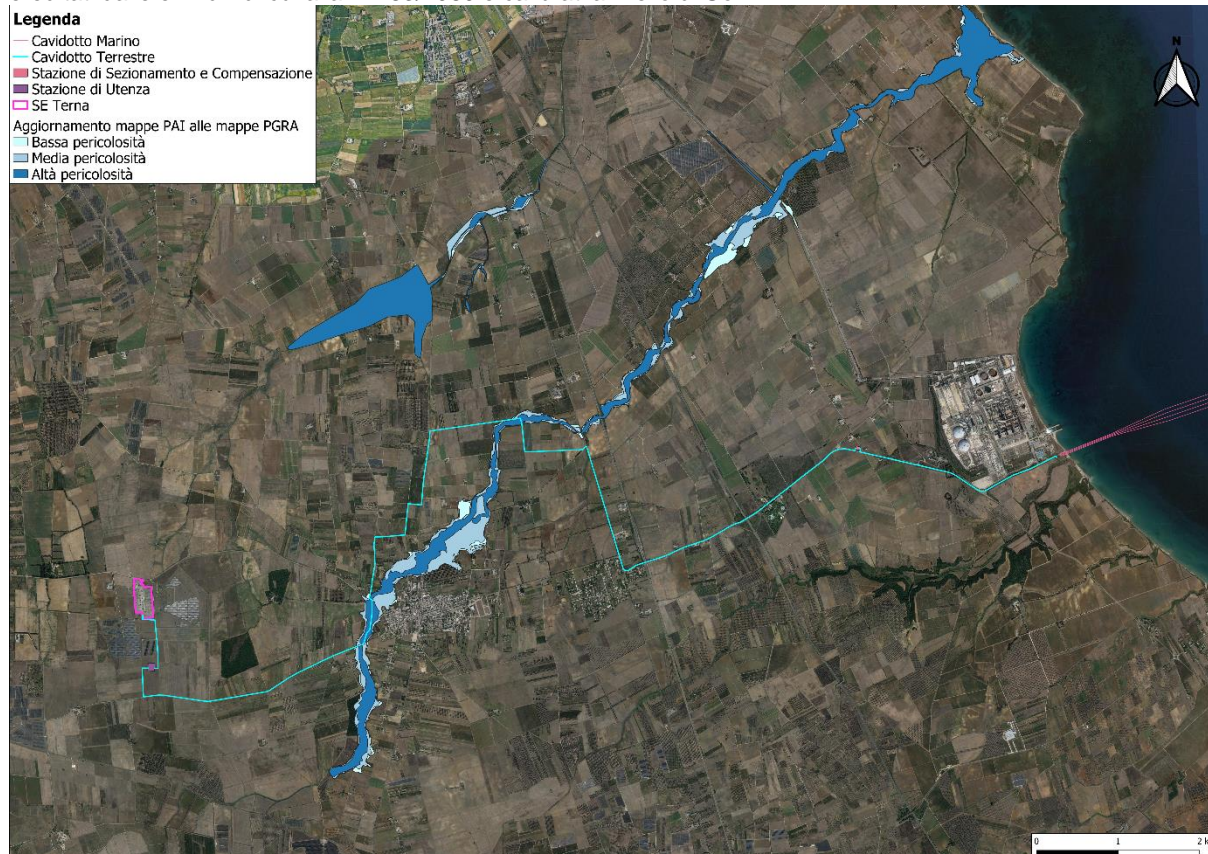 Legenda
Cavidotto Marino
Cavidotto Terrestre
Stazione di Sezionamento e Compensazione
Stazione di Utenza
SE Terna
Aggiornamento mappe PAI alle mappe PGRA
Bassa pericolosità
Media pericolosità
Altà pericolosità
N
0 1 2 k